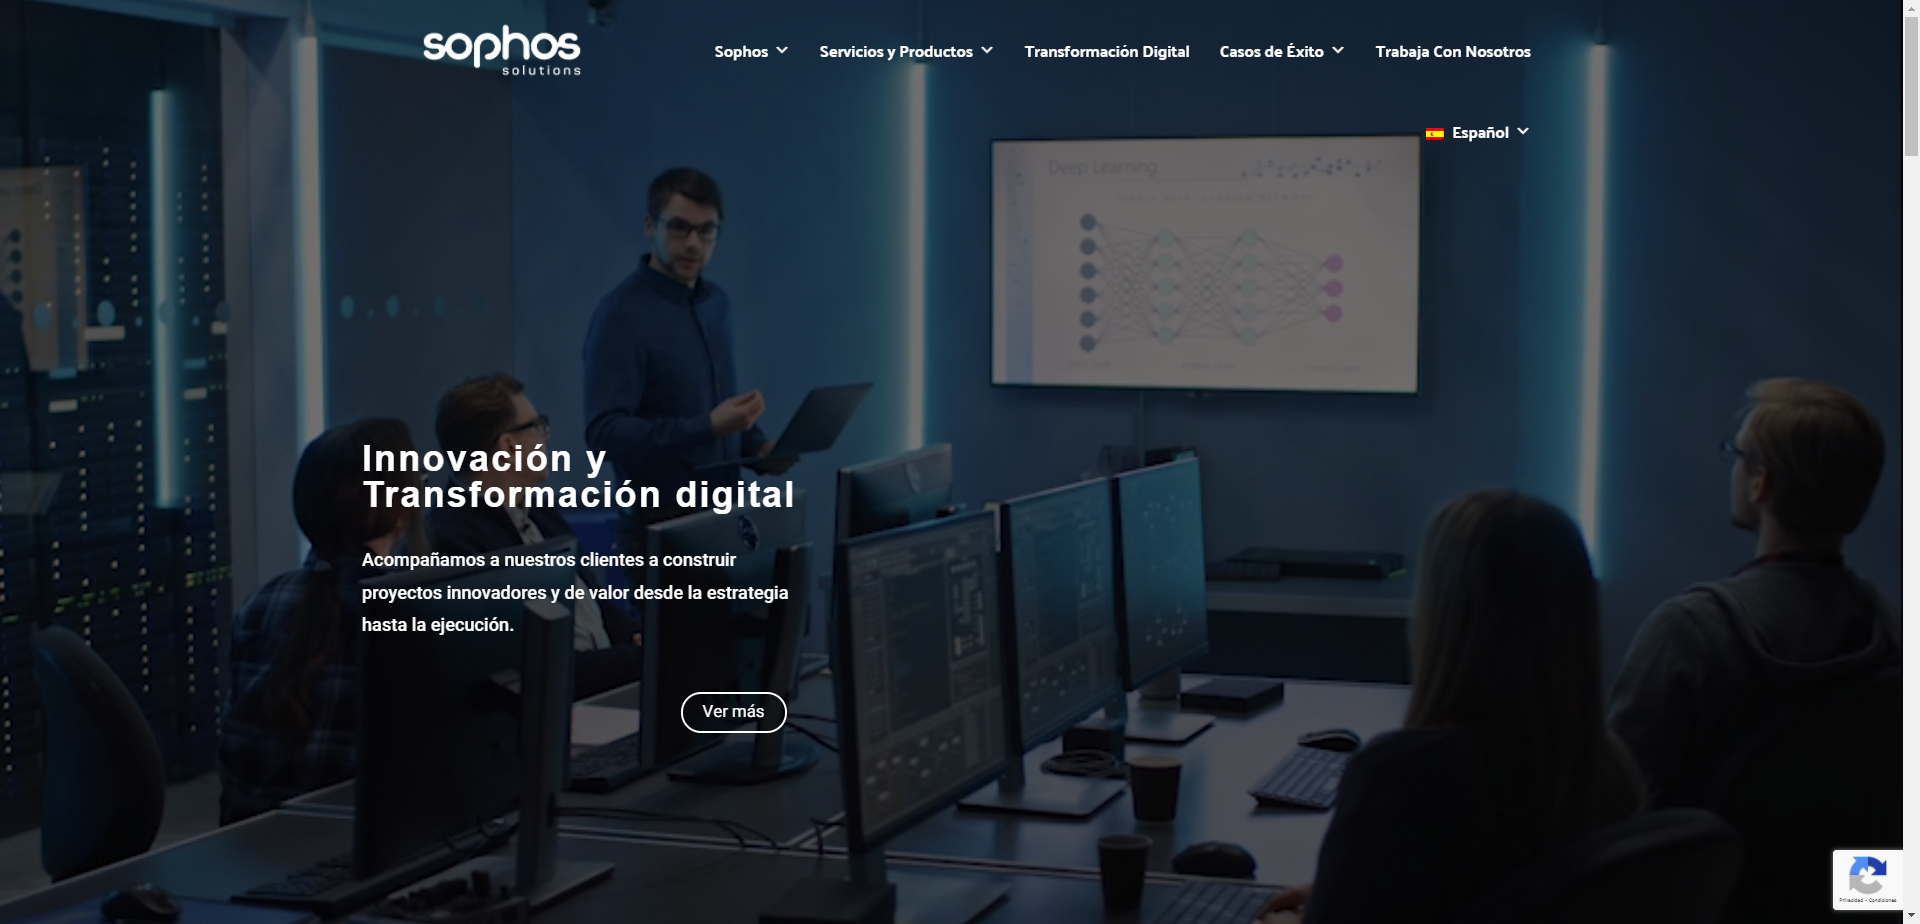 sophos
solutions
Sophos
Servicios y Productos
Transformación Digital
Casos de Éxito
Trabaja Con Nosotros
Español
Deep Learning
Innovación y
Transformación digital
Acompañamos a nuestros clientes a construir
proyectos innovadores y de valor desde la estrategia
hasta la ejecución.
Ver más
Privacidad - Condiciones